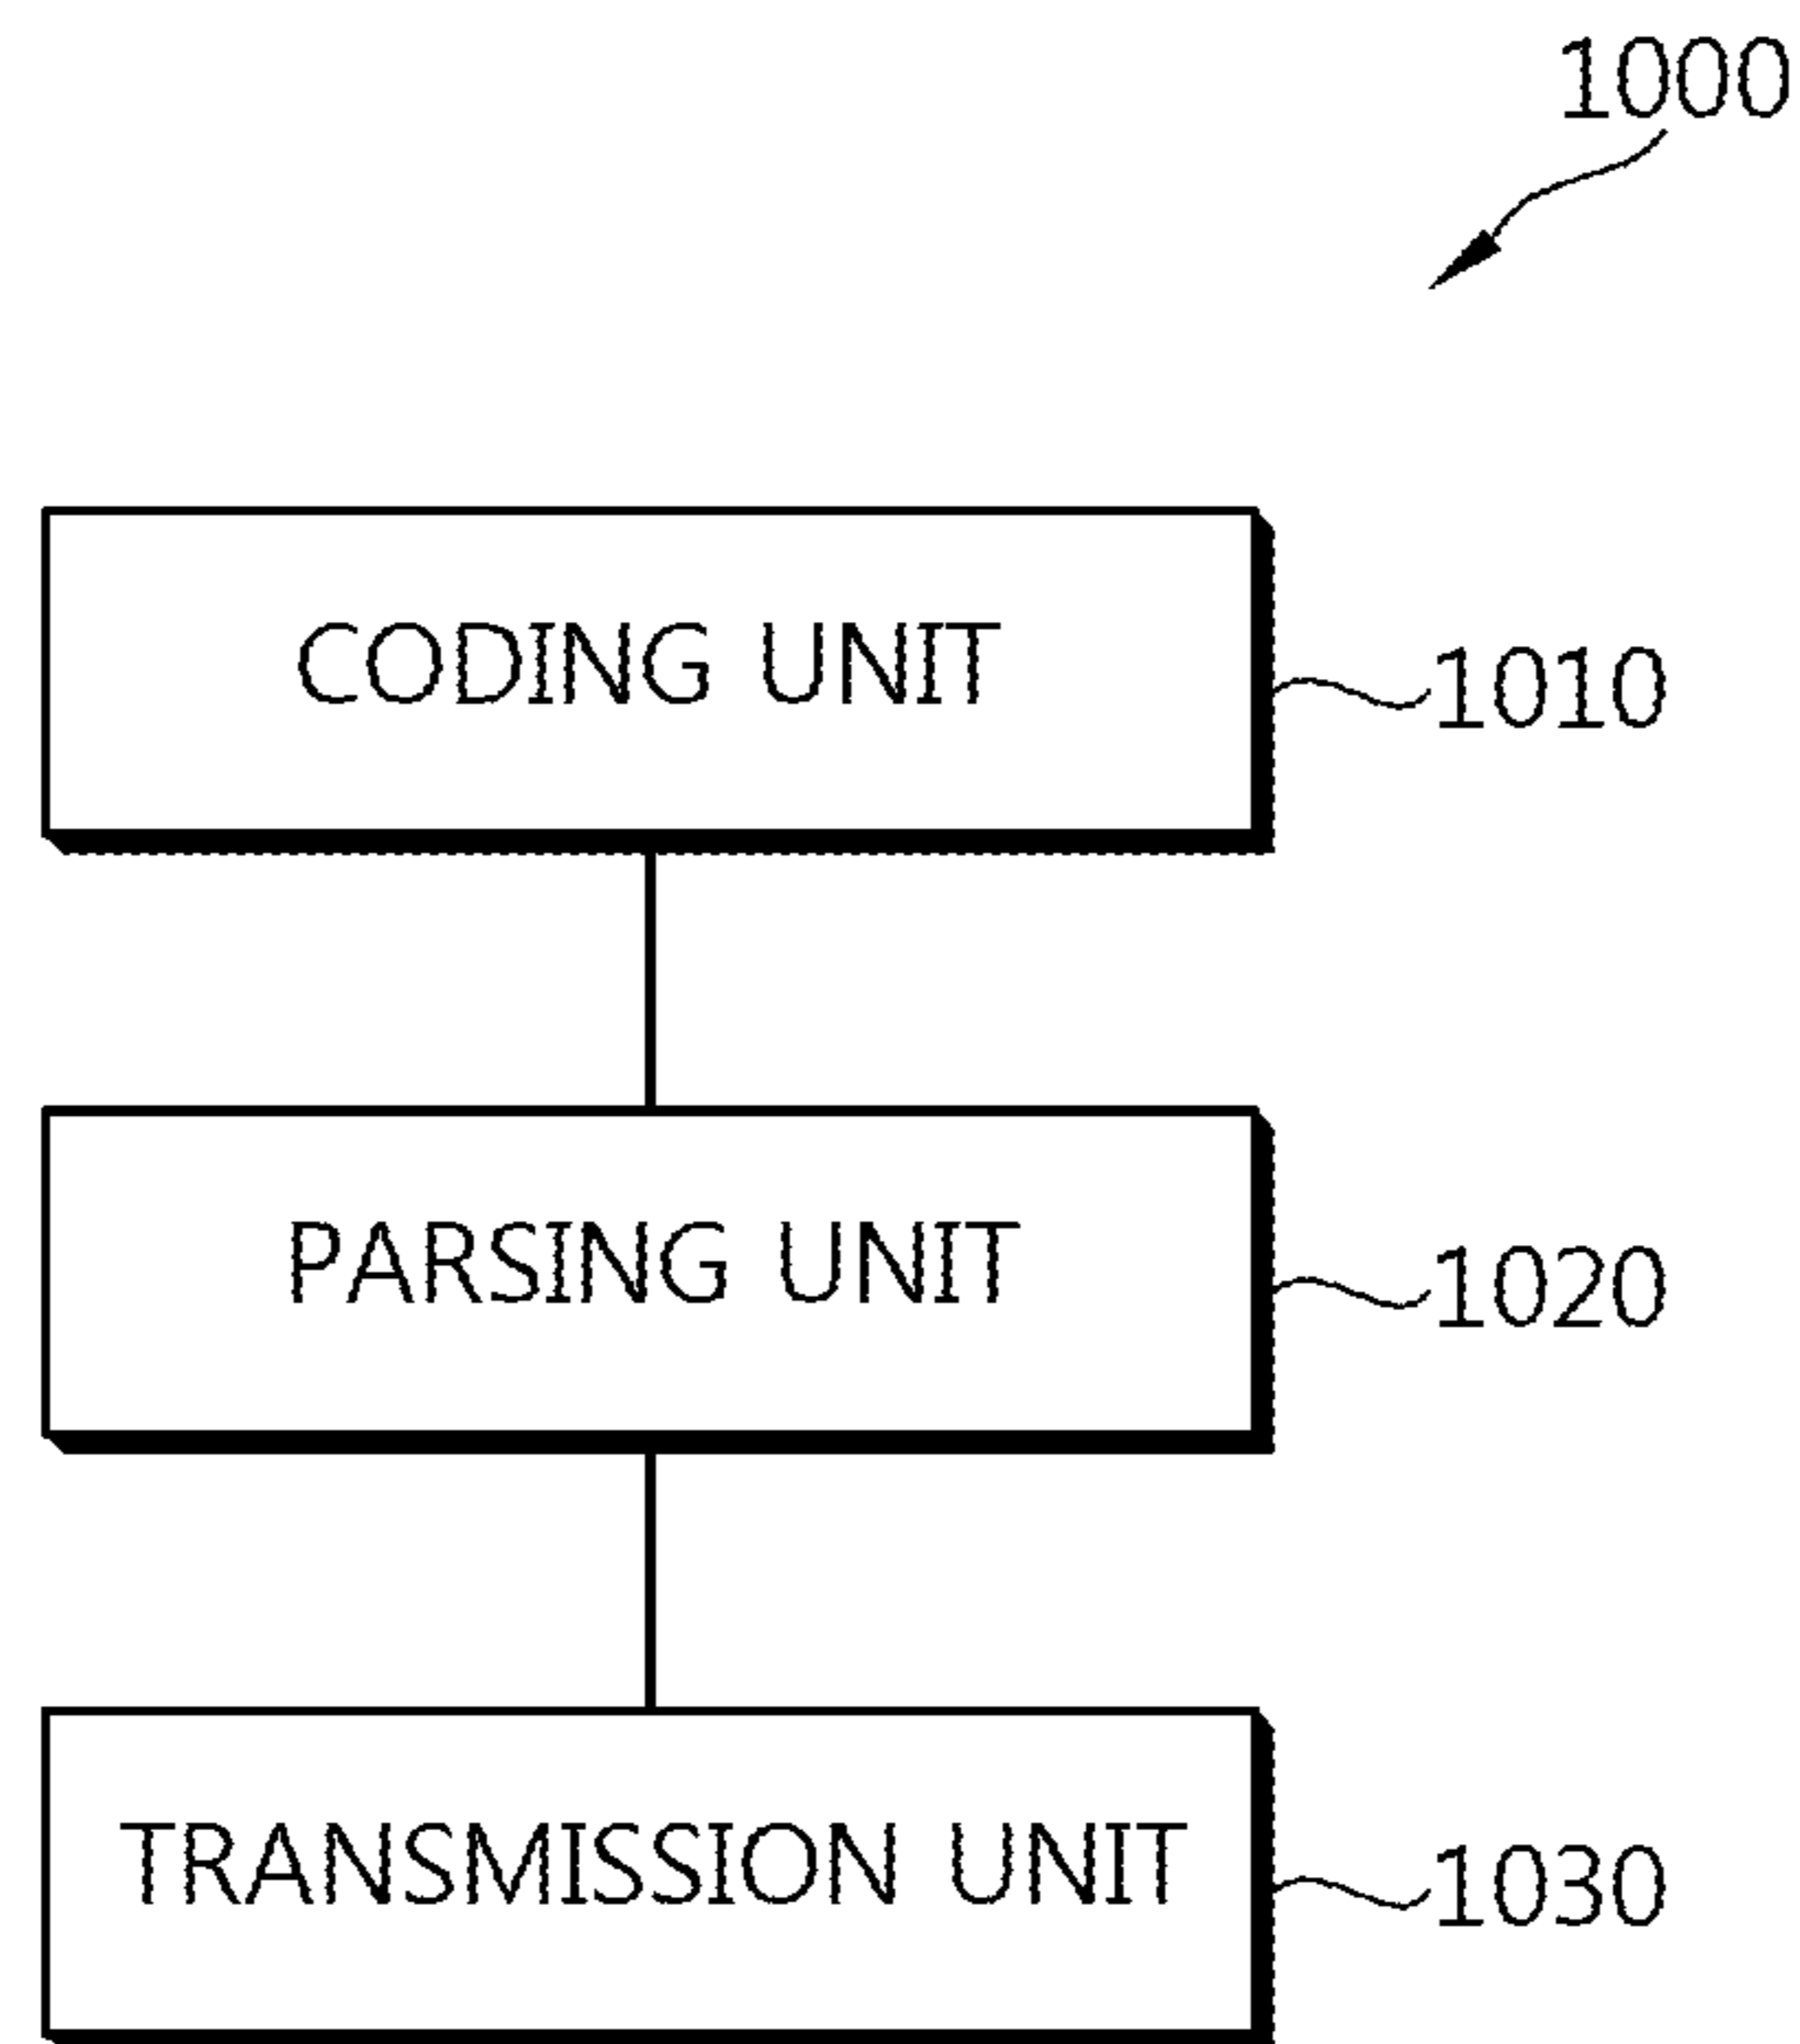 1000
CODING UNIT
1010
PARSING UNIT
1020
TRANSMISSION UNIT
1030